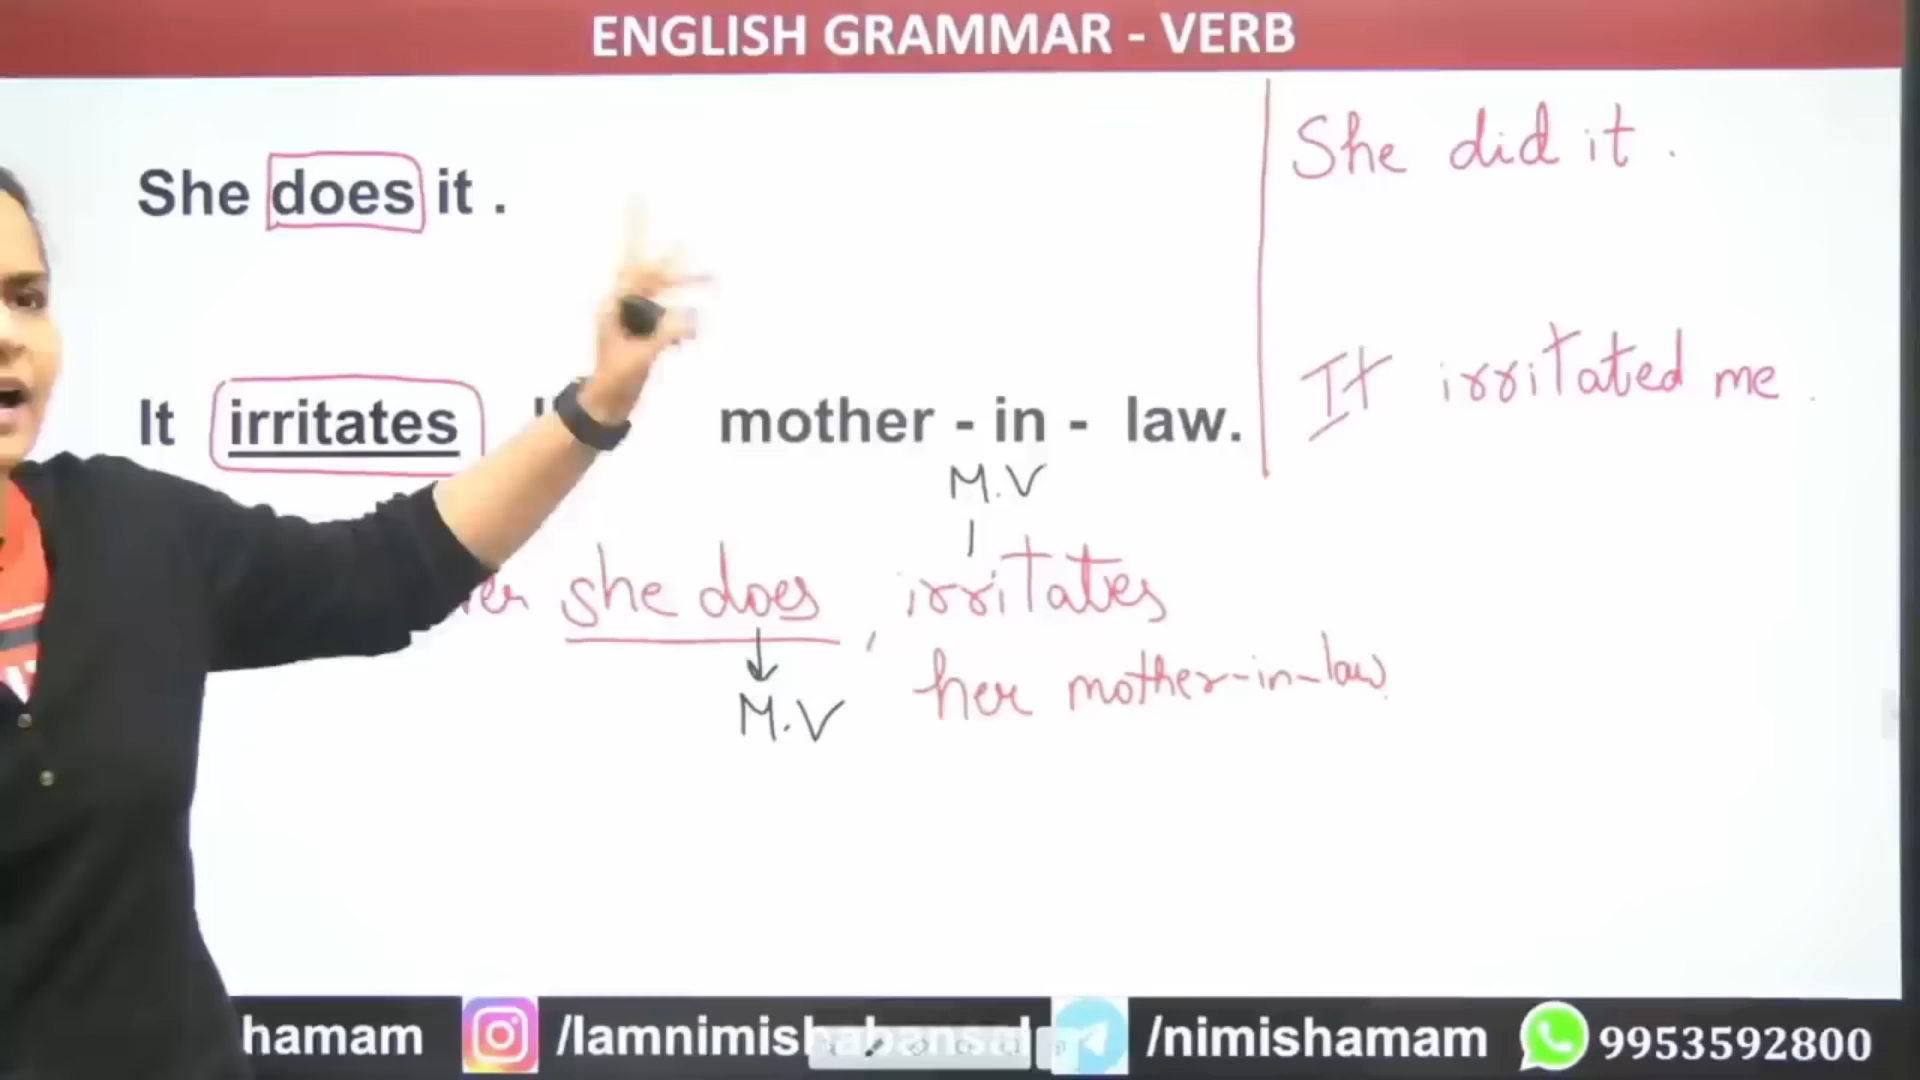 ENGLISH GRAMMAR - VERB
She does it .
She did it .
It irritates mother - in - law.
It irritated me .
M.V
she does , irritates
her mother-in-law
M.V
hamam /Iamnimishabansal /nimishamam 9953592800